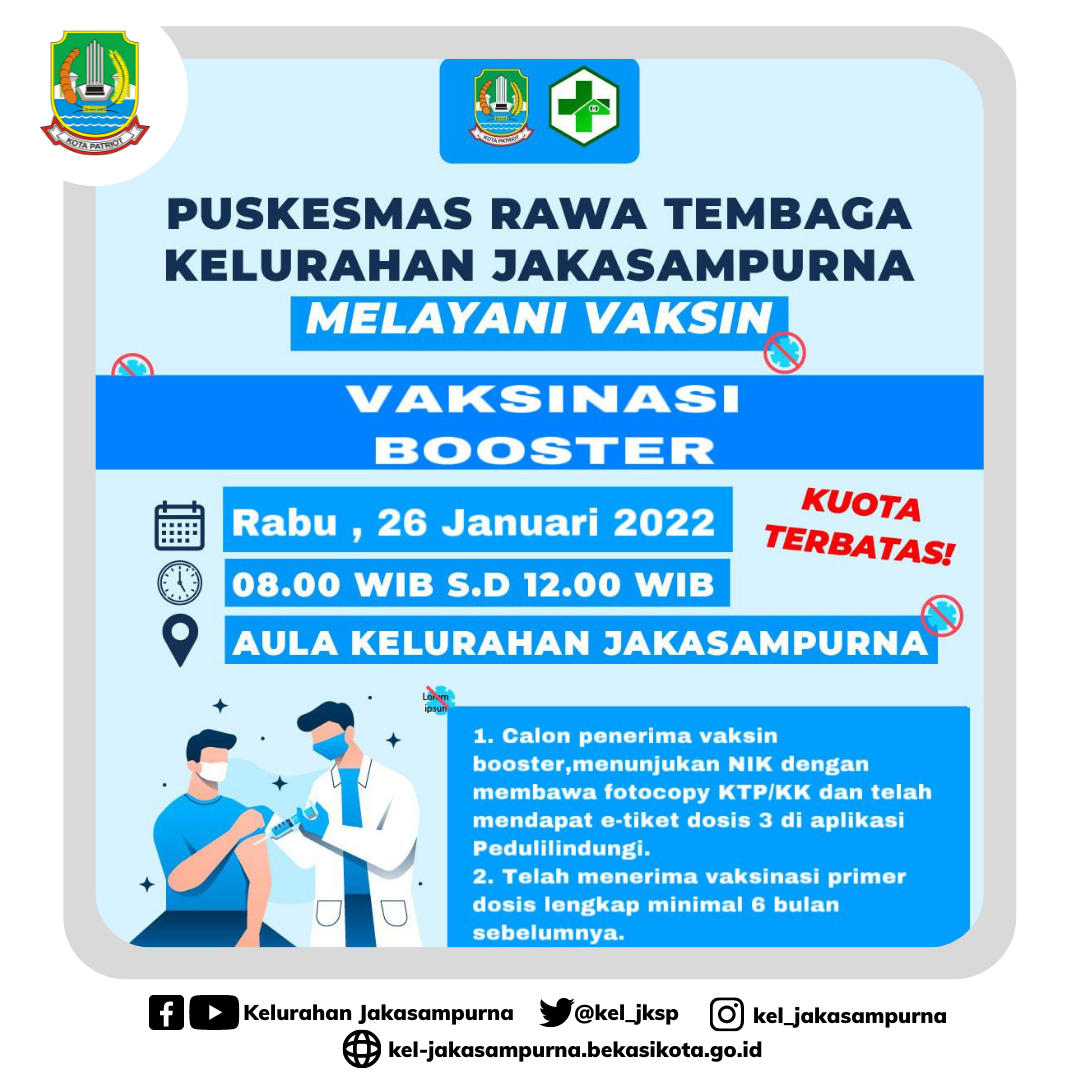 KOTA PATRIOT
KOTA PATRIOT
PUSKESMAS RAWA TEMBAGA
KELURAHAN JAKASAMPURNA
MELAYANI VAKSIN
VAKSINASI
BOOSTER
Rabu , 26 Januari 2022
KUOTA
TERBATAS!
08.00 WIB S.D 12.00 WIB
AULA KELURAHAN JAKASAMPURNA
Lorem
ipsum
1. Calon penerima vaksin
booster,menunjukan NIK dengan
membawa fotocopy KTP/KK dan telah
mendapat e-tiket dosis 3 di aplikasi
Pedulilindungi.
2. Telah menerima vaksinasi primer
dosis lengkap minimal 6 bulan
sebelumnya.
Kelurahan Jakasampurna @kel_jksp kel_jakasampurna
kel-jakasampurna.bekasikota.go.id